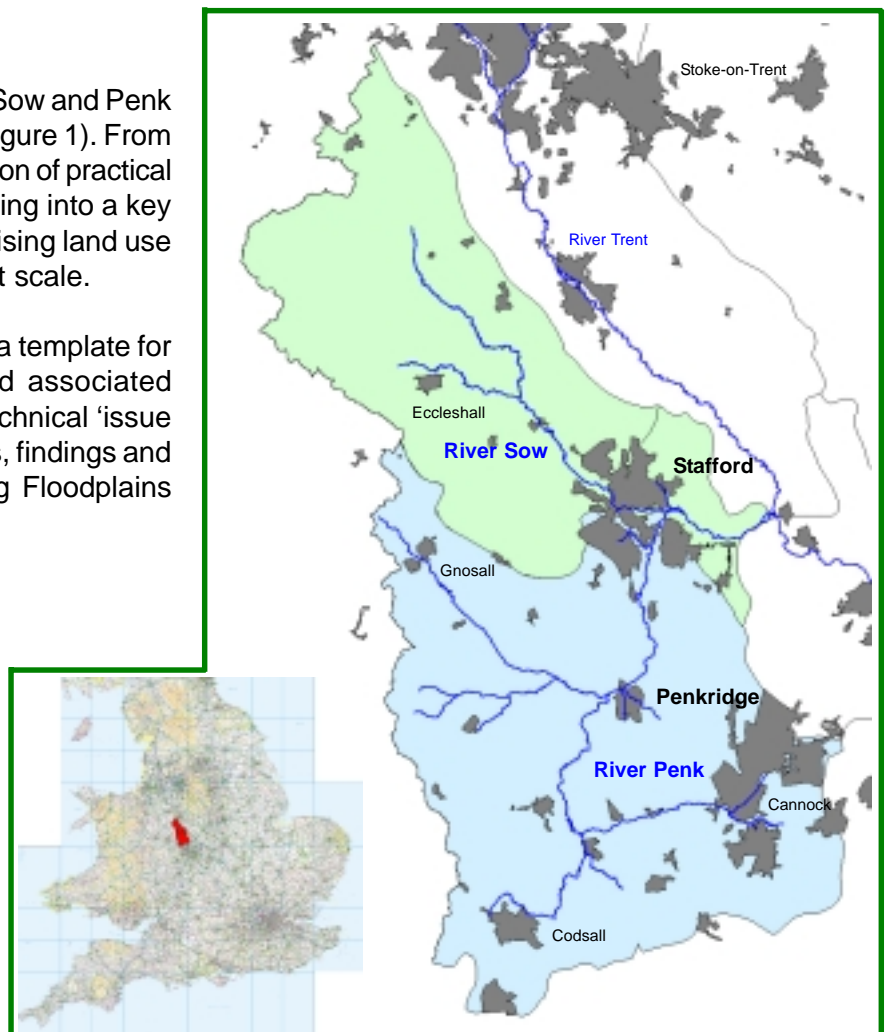 Sow and Penk
gure 1). From
on of practical
ing into a key
ising land use
t scale.
a template for
d associated
chnical ‘issue
s, findings and
g Floodplains
Stoke-on-Trent
River Trent
Eccleshall
River Sow
Stafford
Gnosall
Penkridge
River Penk
Cannock
Codsall